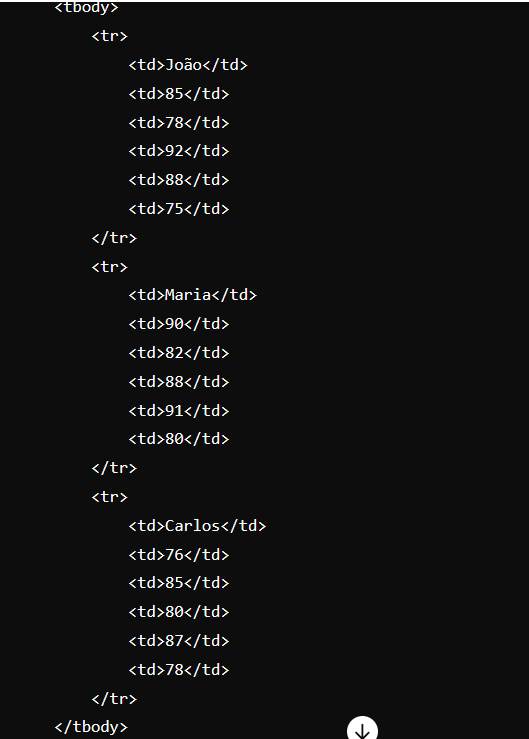 <tbody>
<tr>
<td>João</td>
<td>85</td>
<td>78</td>
<td>92</td>
<td>88</td>
<td>75</td>
</tr>
<tr>
<td>Maria</td>
<td>90</td>
<td>82</td>
<td>88</td>
<td>91</td>
<td>80</td>
</tr>
<tr>
<td>Carlos</td>
<td>76</td>
<td>85</td>
<td>80</td>
<td>87</td>
<td>78</td>
</tr>
</tbody>